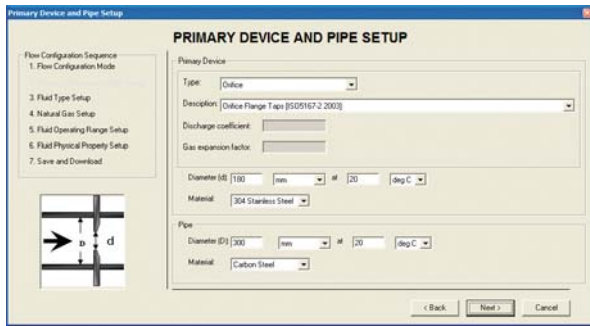 Primary Device and Pipe Setup
PRIMARY DEVICE AND PIPE SETUP
Flow Configuration Sequence
1. Flow Configuration Mode
3. Fluid Type Setup
4. Natural Gas Setup
5. Fluid Operating Range Setup
6. Fluid Physical Property Setup
7. Save and Download
D
d
Primary Device
Type: Orifice
Desciption: Orifice Flange Taps [ISO5167-2 2003]
Discharge coefficient:
Gas expansion factor:
Diameter (d): 180 mm at 20 deg C
Material: 304 Stainless Steel
Pipe
Diameter (D): 300 mm at 20 deg C
Material: Carbon Steel
< Back Next > Cancel